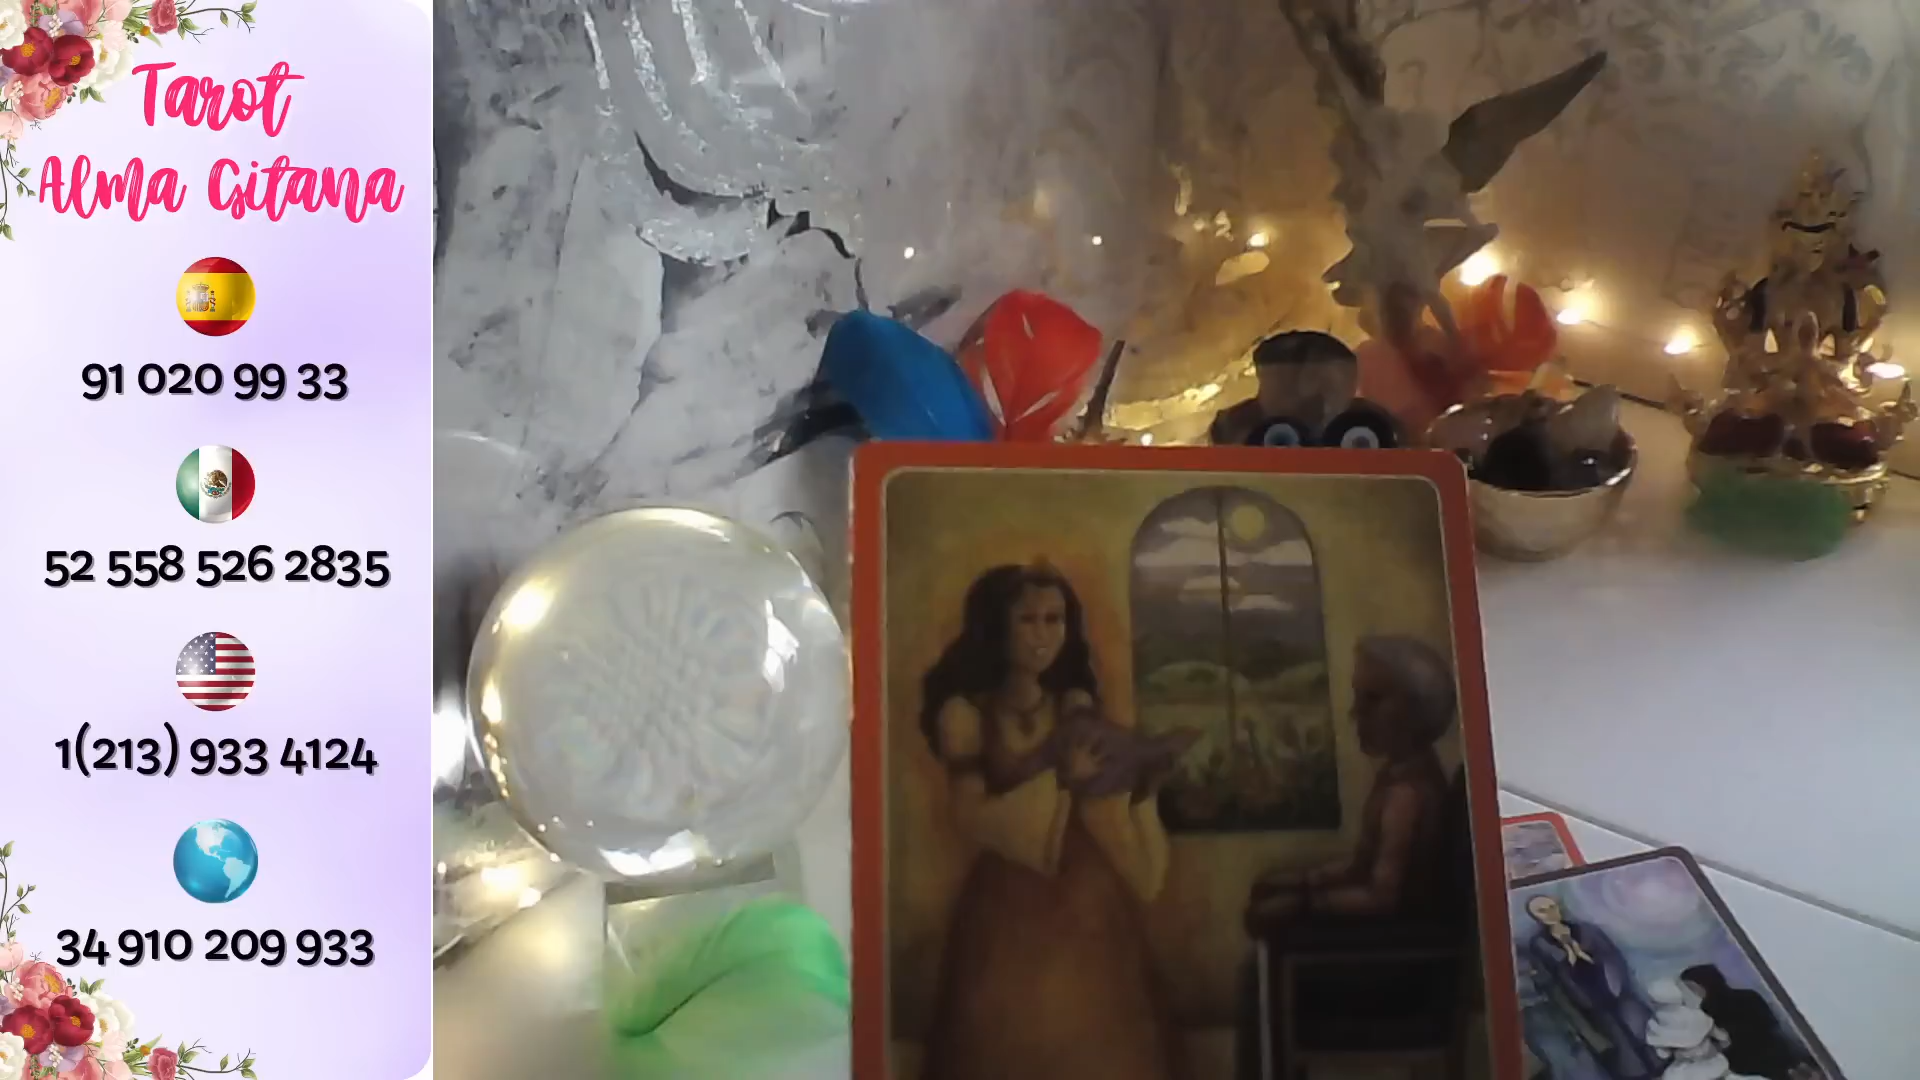 Tarot
Alma Gitana
91 020 99 33
52 558 526 2835
1(213) 933 4124
34 910 209 933